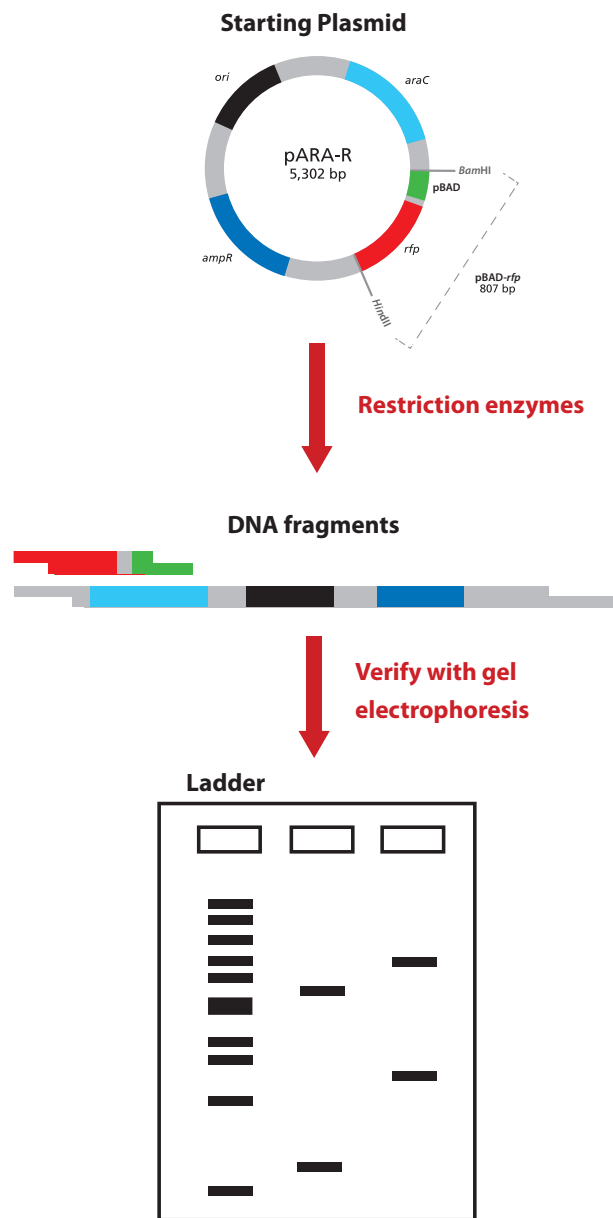 Starting Plasmid
ori
araC
pARA-R
5,302 bp
BamHI
pBAD
rfp
ampR
pBAD-rfp
807 bp
HindII
Restriction enzymes
DNA fragments
Verify with gel
electrophoresis
Ladder